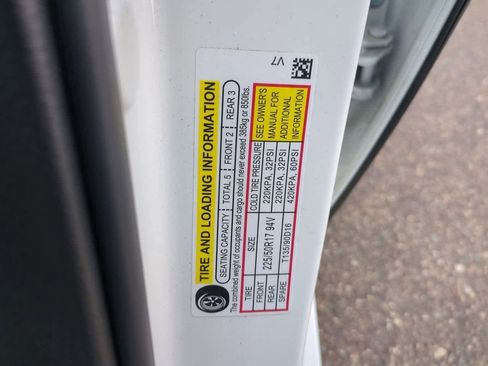 V7
TIRE AND LOADING INFORMATION
SEATING CAPACITY TOTAL 5 FRONT 2 REAR 3
The combined weight of occupants and cargo should never exceed 385kg or 850lbs.
TIRE SIZE COLD TIRE PRESSURE SEE OWNER'S
FRONT 225/50R17 94V 220KPA, 32PSI MANUAL FOR
REAR 220KPA, 32PSI ADDITIONAL
SPARE T135/90D16 420KPA, 60PSI INFORMATION